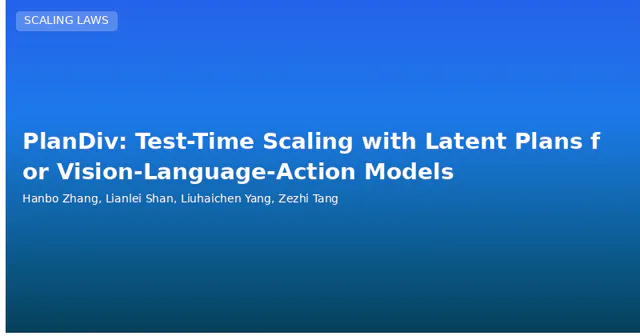 SCALING LAWS
PlanDiv: Test-Time Scaling with Latent Plans f
or Vision-Language-Action Models
Hanbo Zhang, Lianlei Shan, Liuhaichen Yang, Zezhi Tang